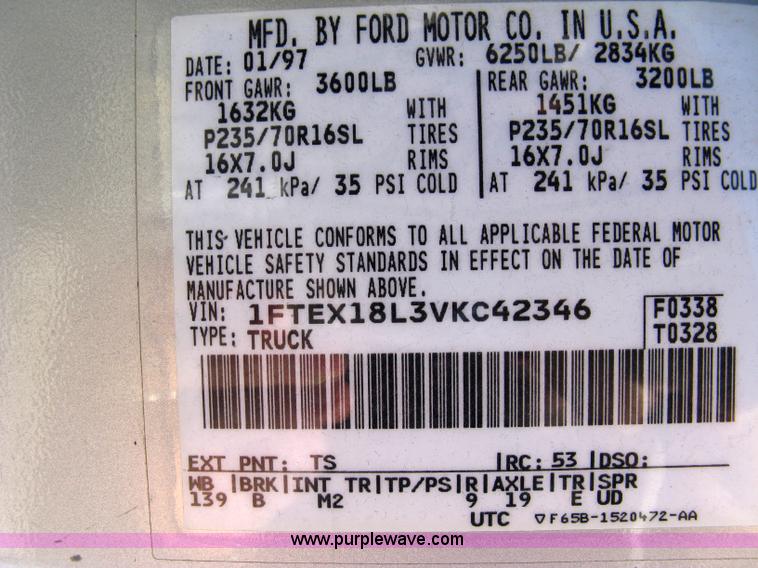 MFD. BY FORD MOTOR CO. IN U.S.A.
DATE: 01/97 GVWR: 6250LB/ 2834KG
FRONT GAWR: 3600LB REAR GAWR: 3200LB
1632KG WITH 1451KG WITH
P235/70R16SL TIRES P235/70R16SL TIRES
16X7.0J RIMS 16X7.0J RIMS
AT 241 kPa/ 35 PSI COLD AT 241 kPa/ 35 PSI COLD
THIS VEHICLE CONFORMS TO ALL APPLICABLE FEDERAL MOTOR
VEHICLE SAFETY STANDARDS IN EFFECT ON THE DATE OF
MANUFACTURE SHOWN ABOVE.
VIN: 1FTEX18L3VKC42346 F0338
TYPE: TRUCK T0328
EXT PNT: TS RC: 53 DSO:
WB BRK INT TR TP/PS R AXLE TR SPR
139 B M2 9 19 E UD
UTC F65B-1520472-AA
www.purplewave.com